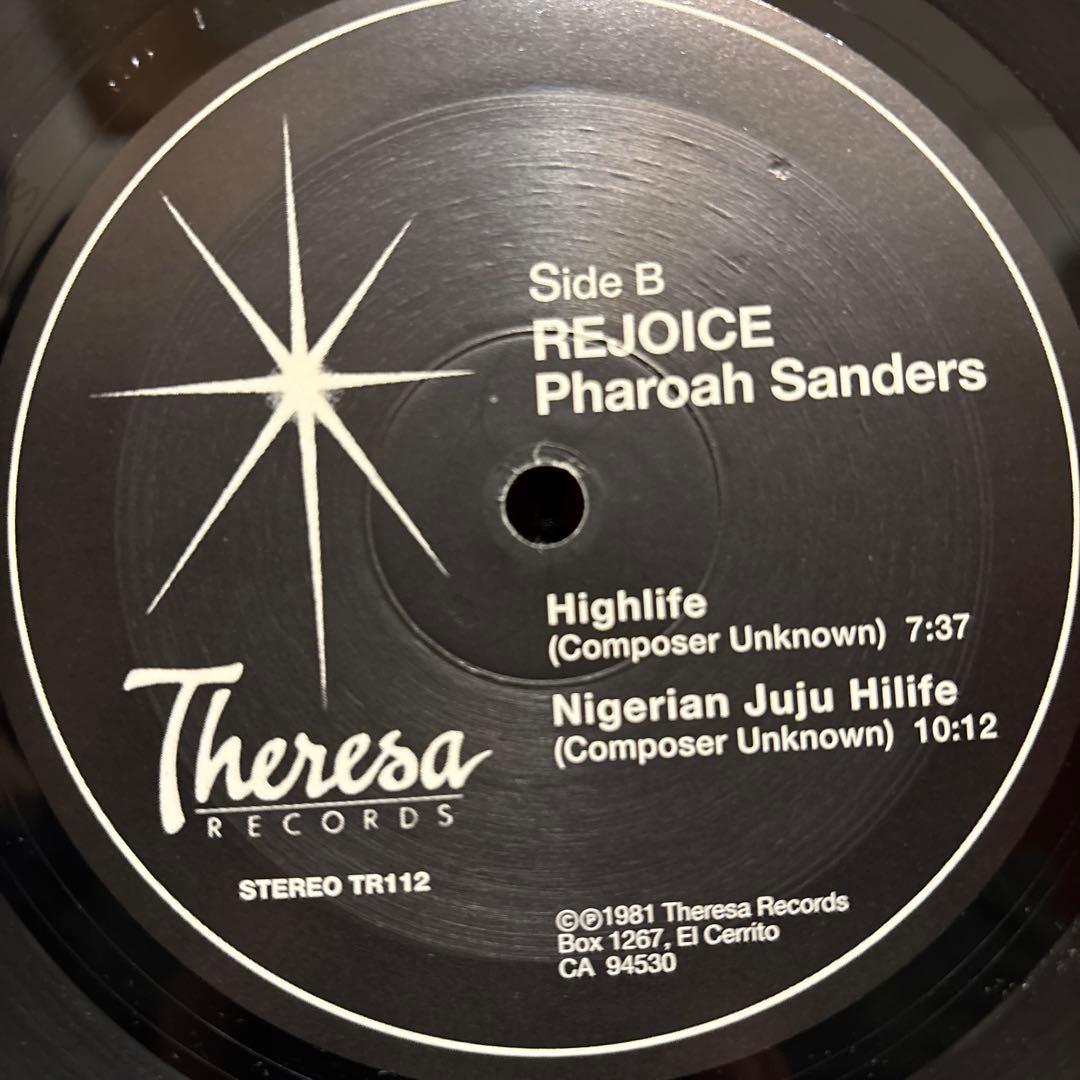 Side B
REJOICE
Pharoah Sanders
Highlife
(Composer Unknown) 7:37
Nigerian Juju Hilife
(Composer Unknown) 10:12
Theresa
RECORDS
STEREO TR112
©℗1981 Theresa Records
Box 1267, El Cerrito
CA 94530